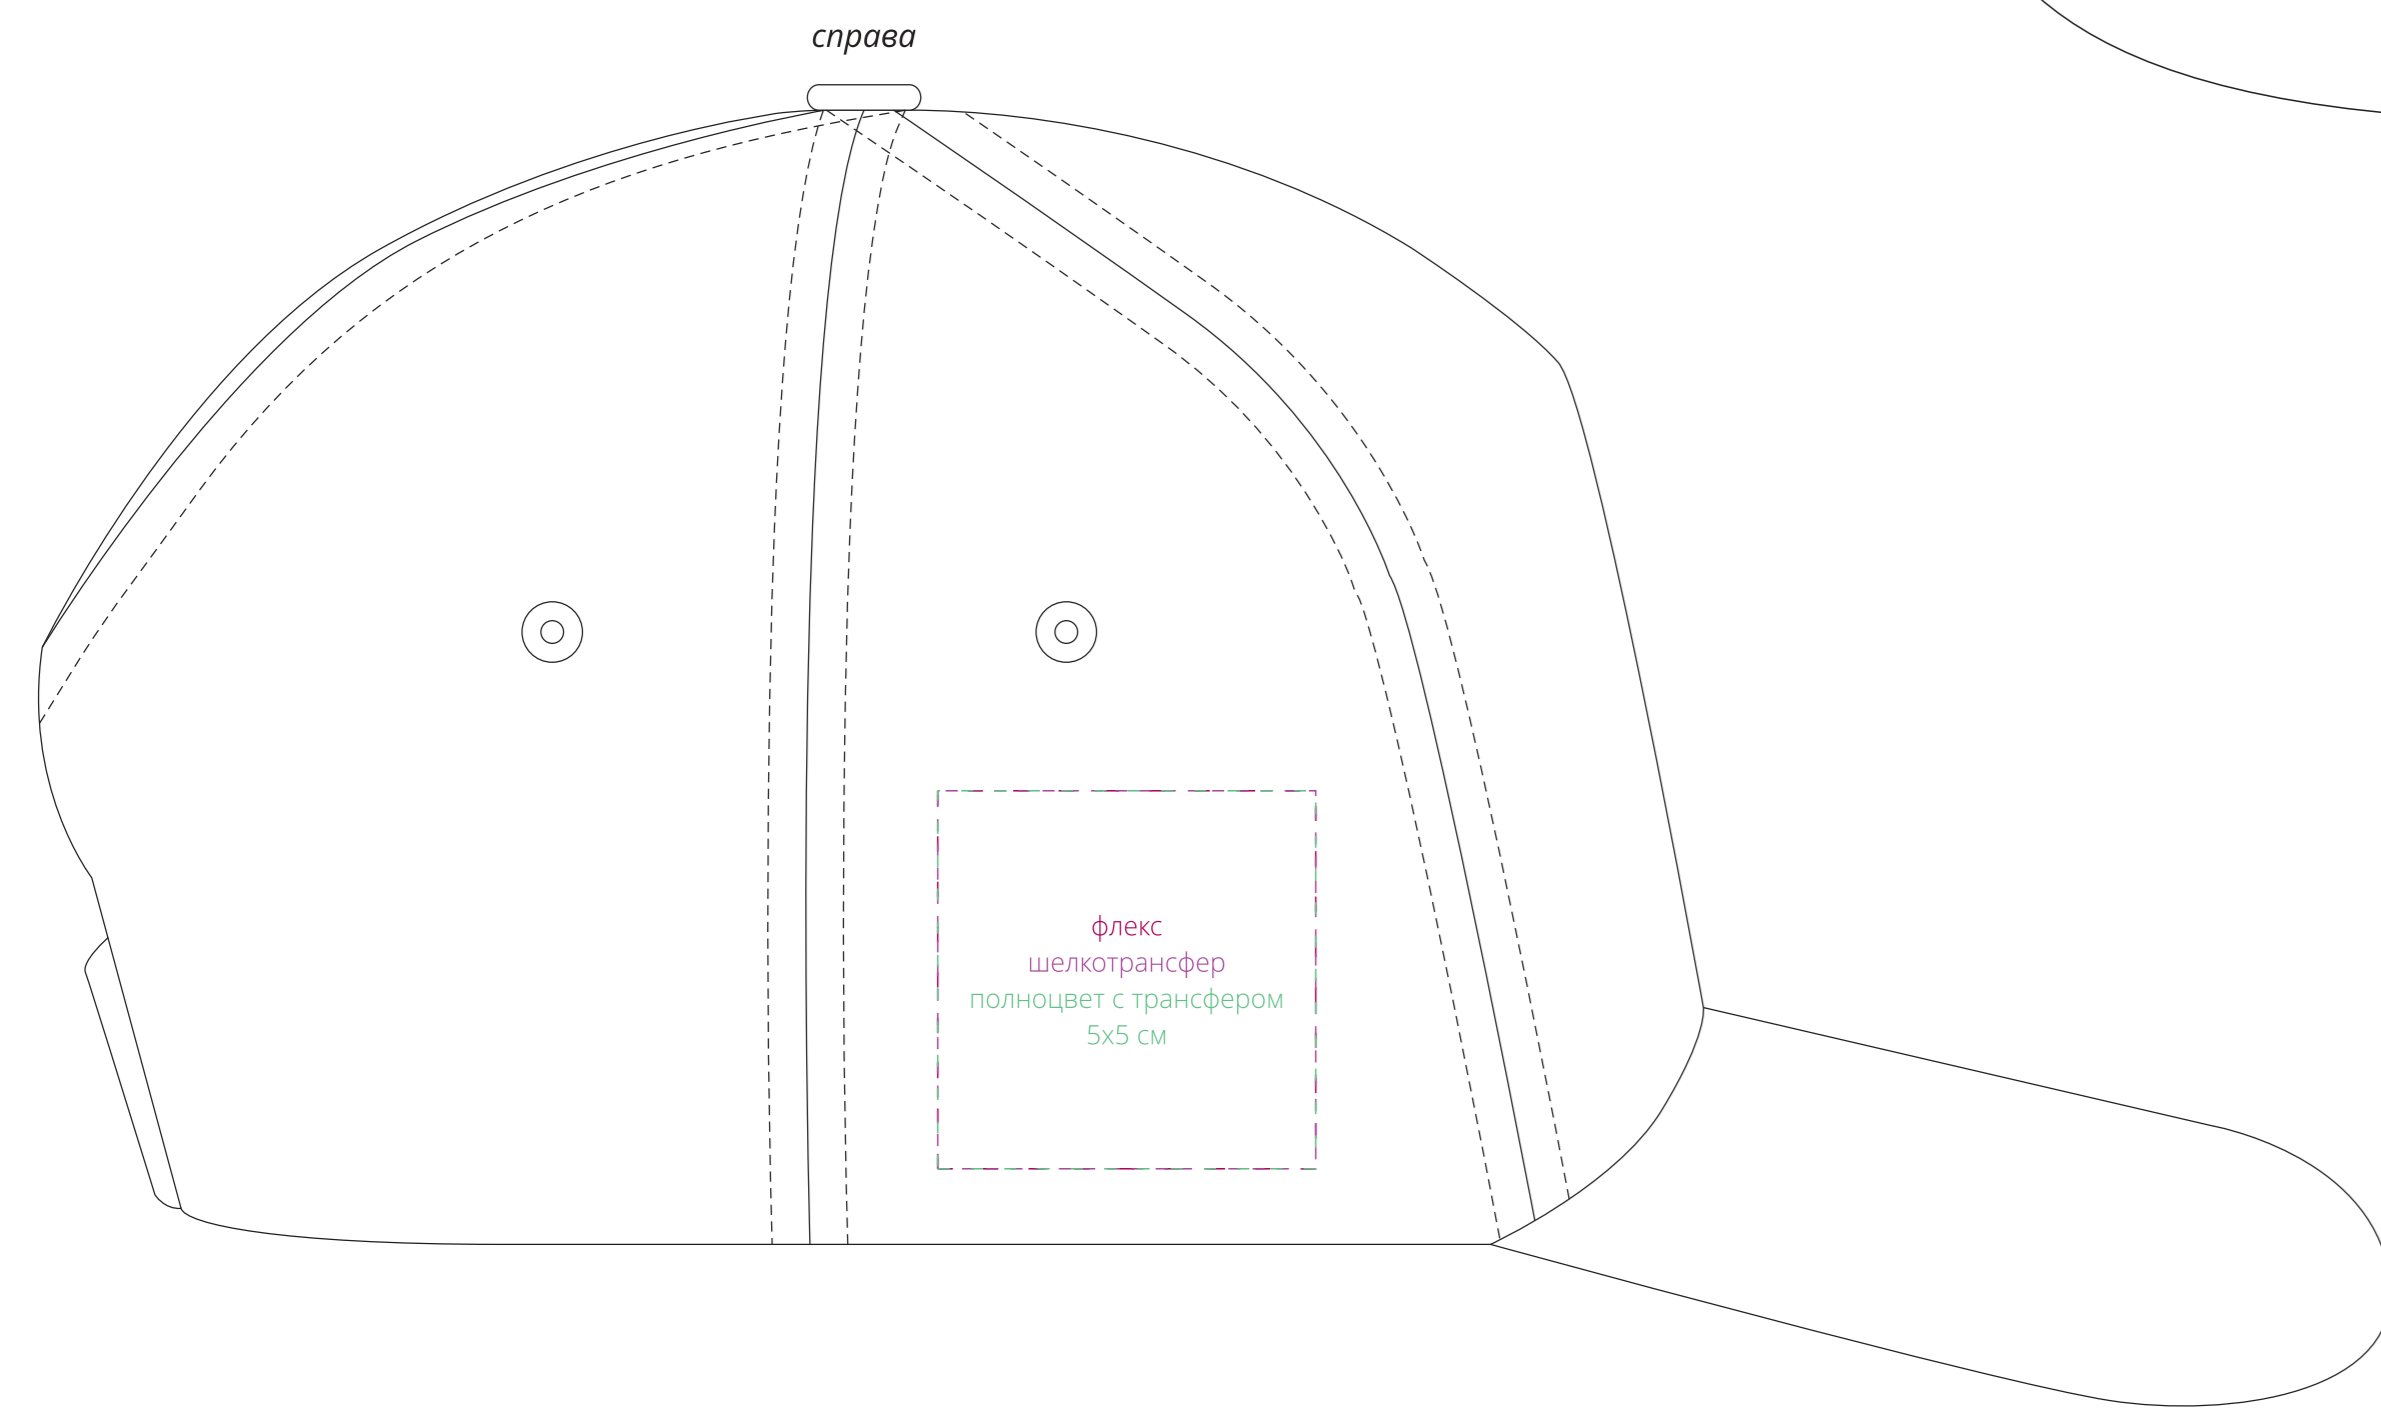 справа
флекс
шелкотрансфер
полноцвет с трансфером
5х5 см